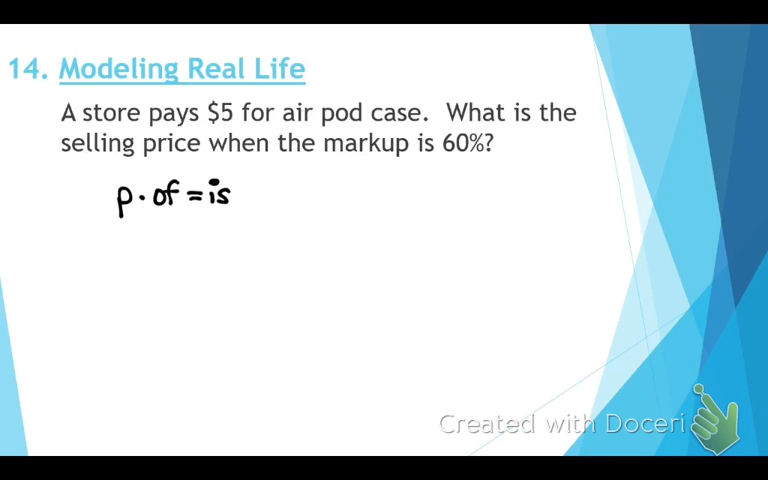 14. Modeling Real Life
A store pays $5 for air pod case. What is the
selling price when the markup is 60%?
p · of = is
Created with Doceri